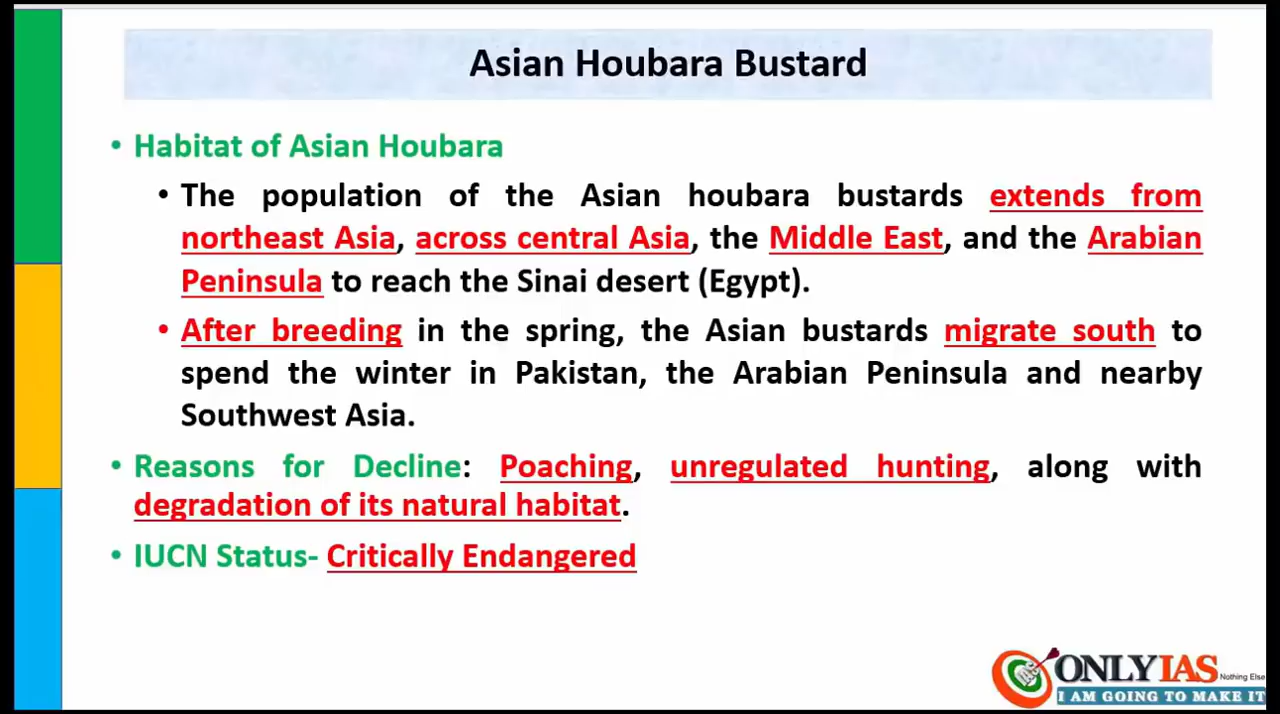 Asian Houbara Bustard
• Habitat of Asian Houbara
• The population of the Asian houbara bustards extends from
northeast Asia, across central Asia, the Middle East, and the Arabian
Peninsula to reach the Sinai desert (Egypt).
• After breeding in the spring, the Asian bustards migrate south to
spend the winter in Pakistan, the Arabian Peninsula and nearby
Southwest Asia.
• Reasons for Decline: Poaching, unregulated hunting, along with
degradation of its natural habitat.
• IUCN Status- Critically Endangered
ONLYIAS Nothing Else
I AM GOING TO MAKE IT